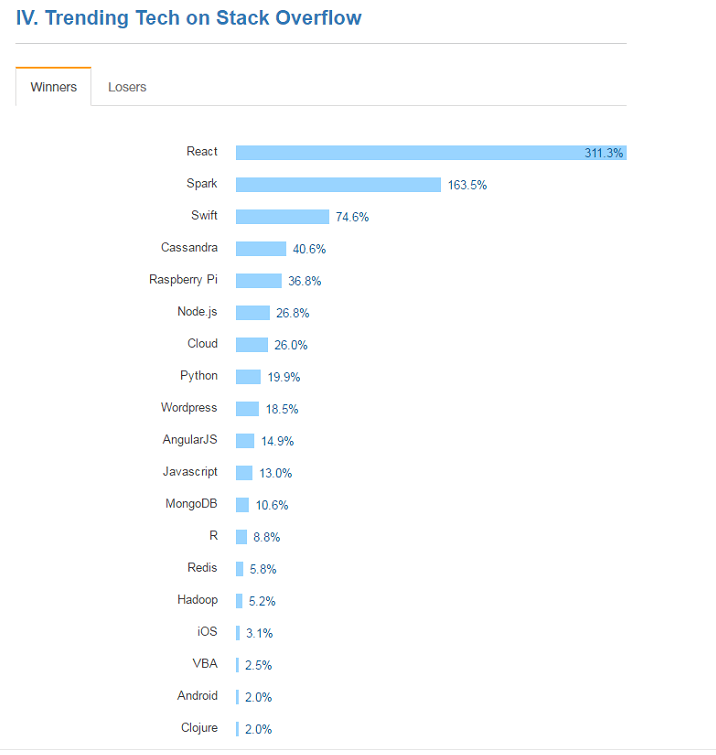 IV. Trending Tech on Stack Overflow
Winners Losers
React 311.3%
Spark 163.5%
Swift 74.6%
Cassandra 40.6%
Raspberry Pi 36.8%
Node.js 26.8%
Cloud 26.0%
Python 19.9%
Wordpress 18.5%
AngularJS 14.9%
Javascript 13.0%
MongoDB 10.6%
R 8.8%
Redis 5.8%
Hadoop 5.2%
iOS 3.1%
VBA 2.5%
Android 2.0%
Clojure 2.0%